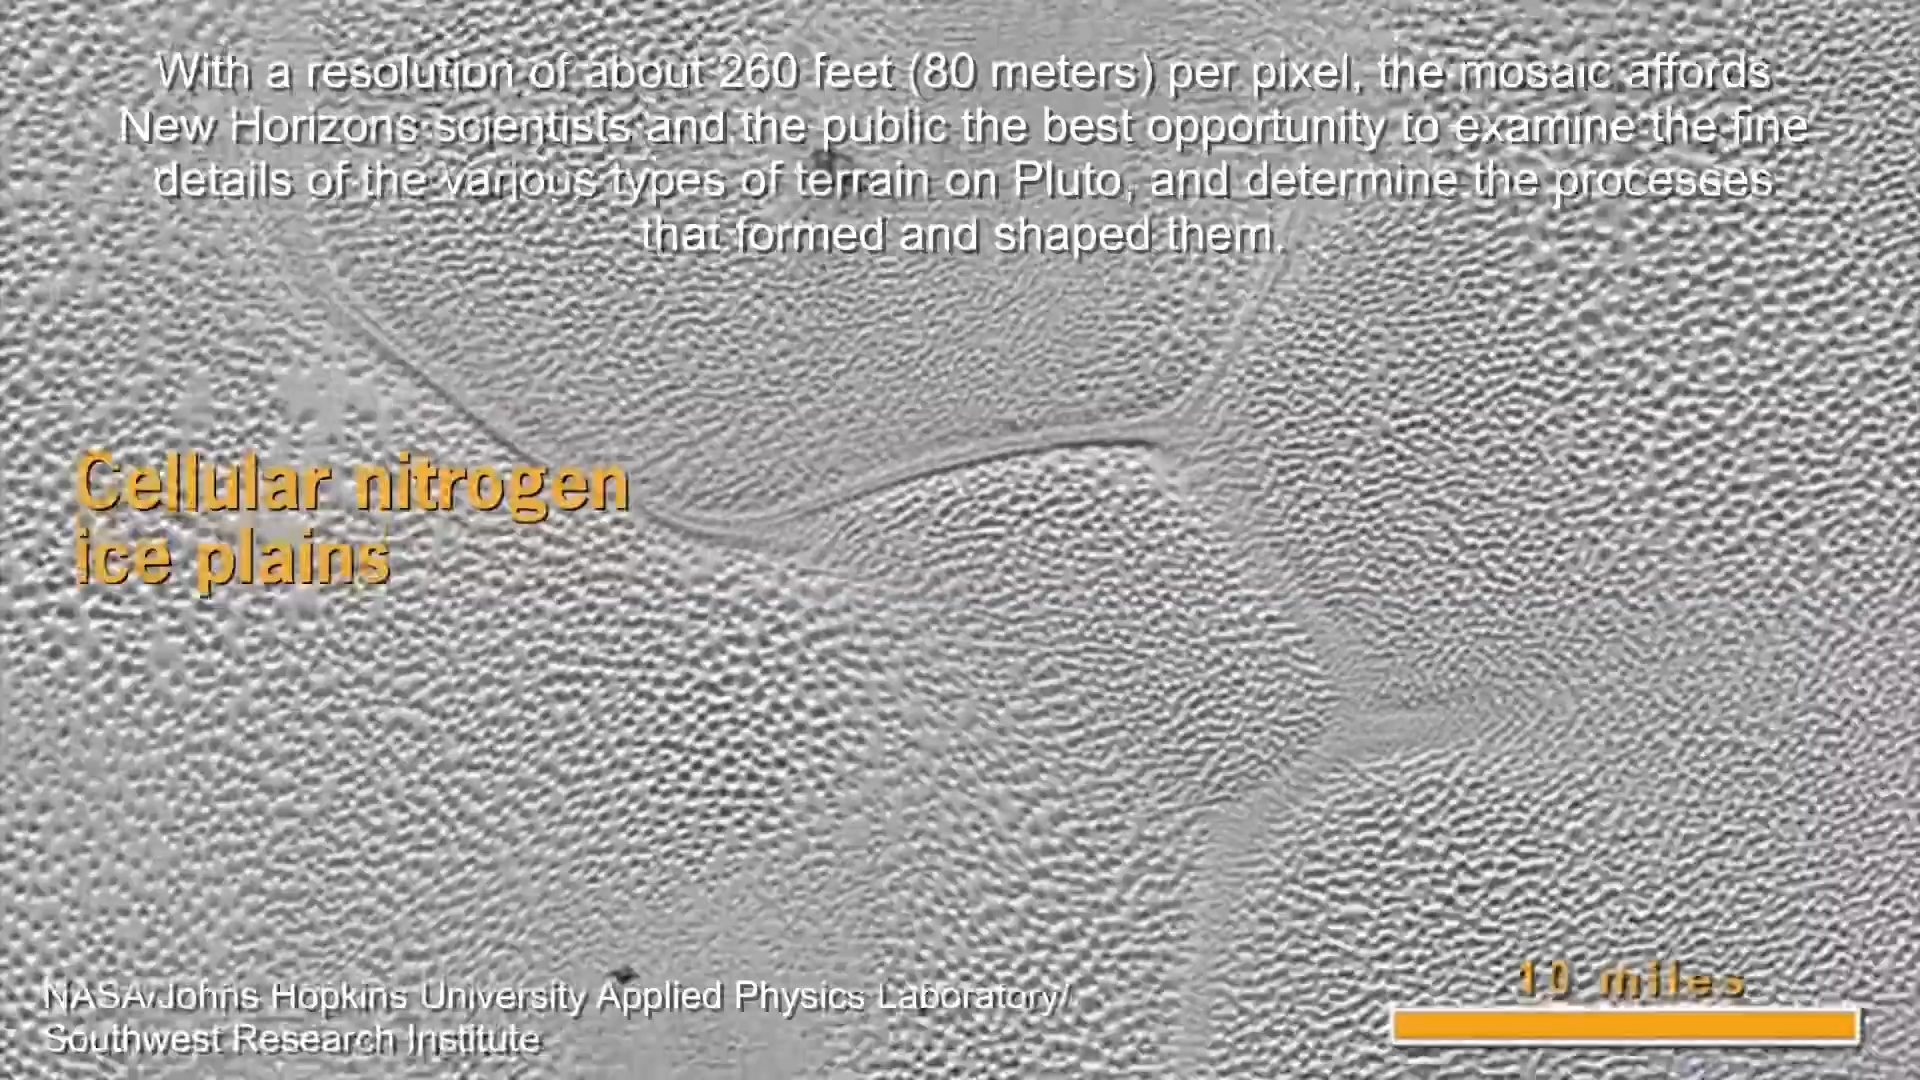 With a resolution of about 260 feet (80 meters) per pixel, the mosaic affords
New Horizons scientists and the public the best opportunity to examine the fine
details of the various types of terrain on Pluto, and determine the processes
that formed and shaped them.
Cellular nitrogen
ice plains
10 miles
NASA/Johns Hopkins University Applied Physics Laboratory/
Southwest Research Institute